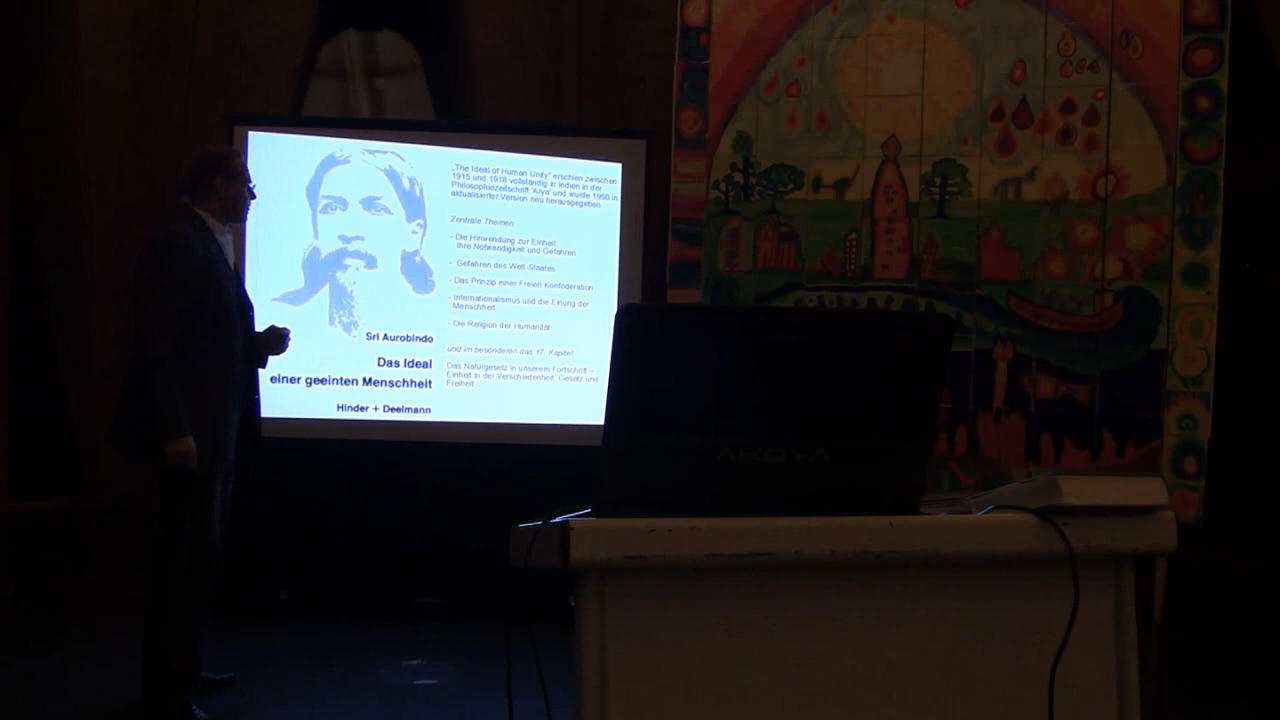 „The Ideal of Human Unity" erschien zwischen
1915 und 1918 vollständig in Indien in der
Philosophiezeitschrift 'Arya' und wurde 1950 in
aktualisierter Version neu herausgegeben.
Zentrale Themen:
- Die Hinwendung zur Einheit
Ihre Notwendigkeit und Gefahren
- Gefahren des Welt-Staates
- Das Prinzip einer Freien Konföderation
- Internationalismus und die Einung der
Menschheit
- Die Religion der Humanität
und im besonderen das 17. Kapitel:
Das Naturgesetz in unserem Fortschritt –
Einheit in der Verschiedenheit, Gesetz und
Freiheit
Sri Aurobindo
Das Ideal
einer geeinten Menschheit
Hinder + Deelmann
AKOYA